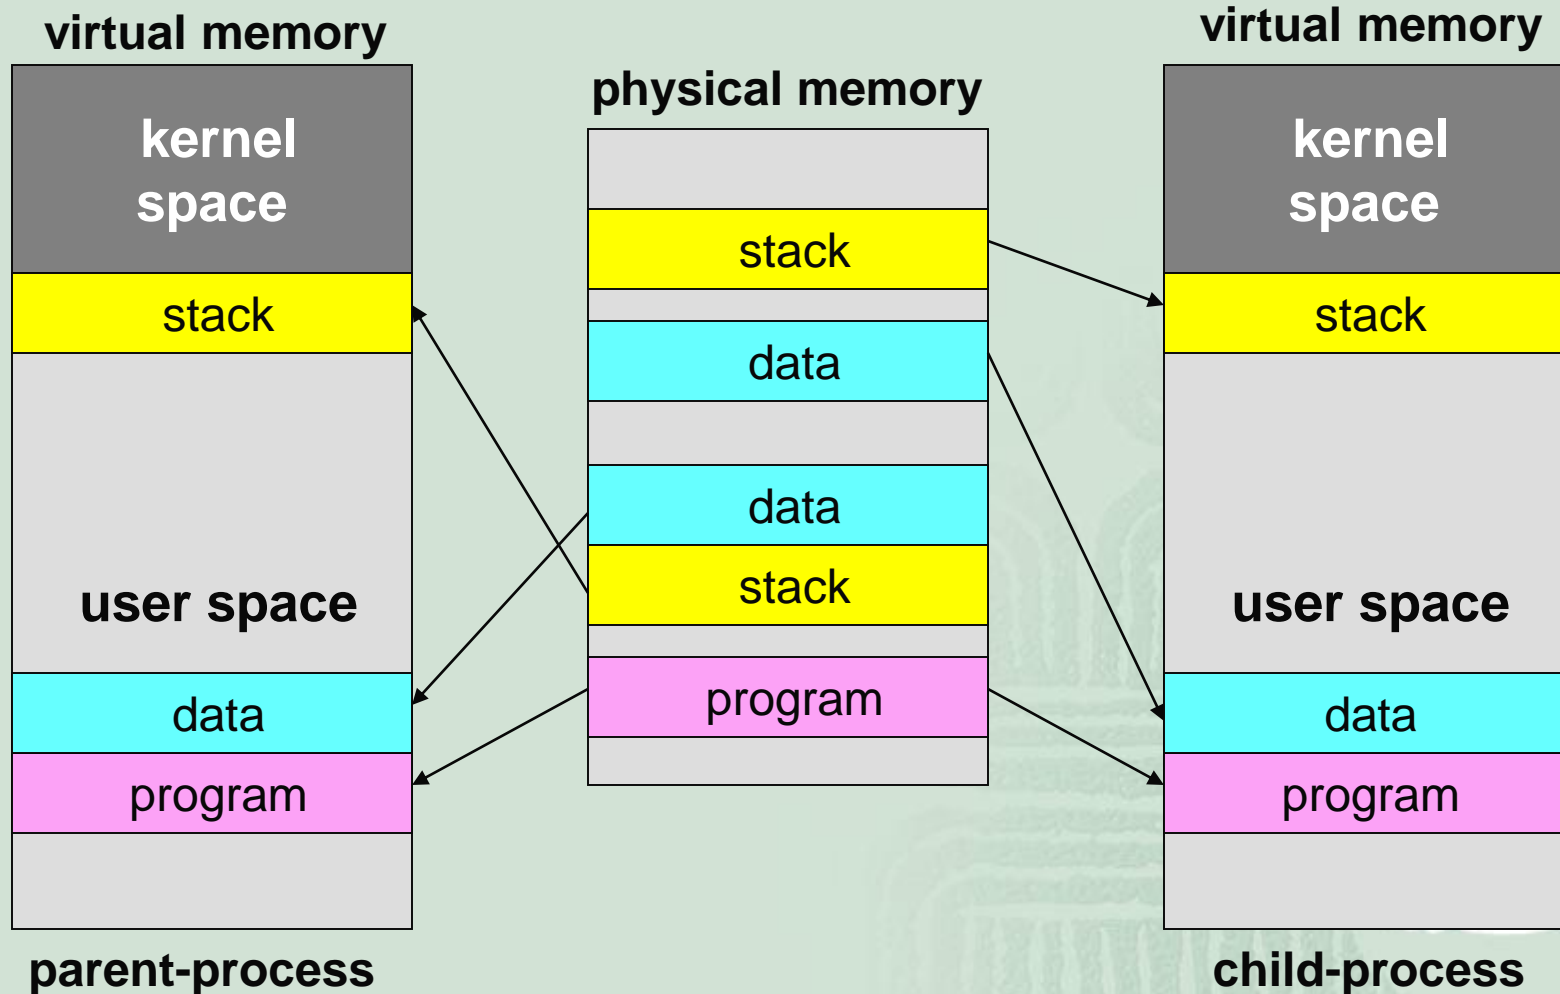 virtual memory
kernel
space
stack
user space
data
program
parent-process
physical memory
stack
data
data
stack
program
virtual memory
kernel
space
stack
user space
data
program
child-process